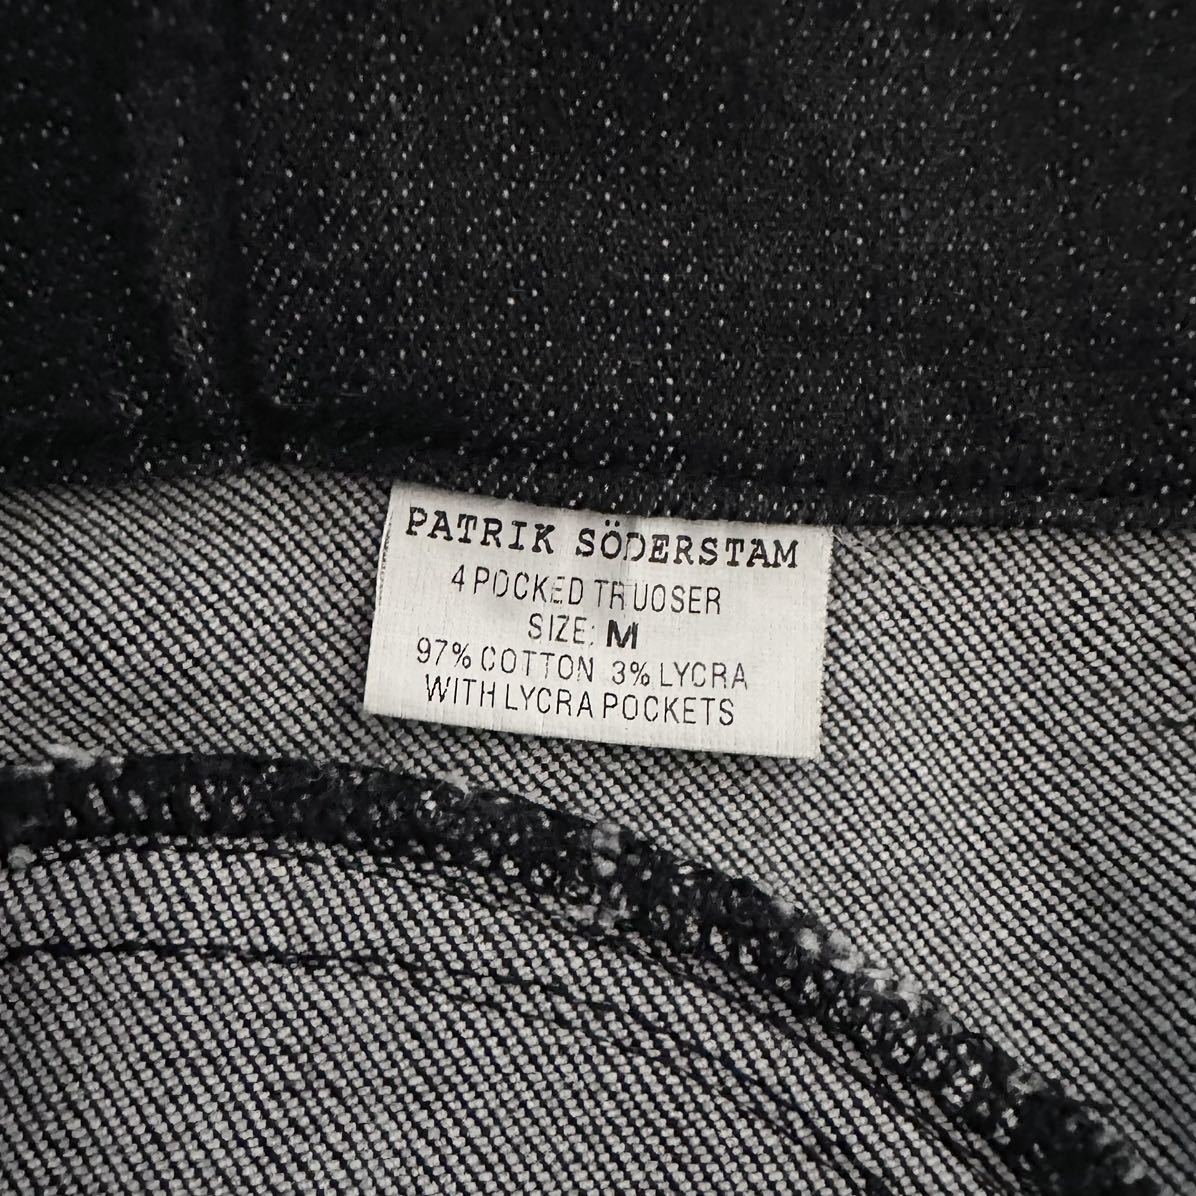 PATRIK SÖDERSTAM
4 POCKED TRUOSER
SIZE: M
97% COTTON 3% LYCRA
WITH LYCRA POCKETS